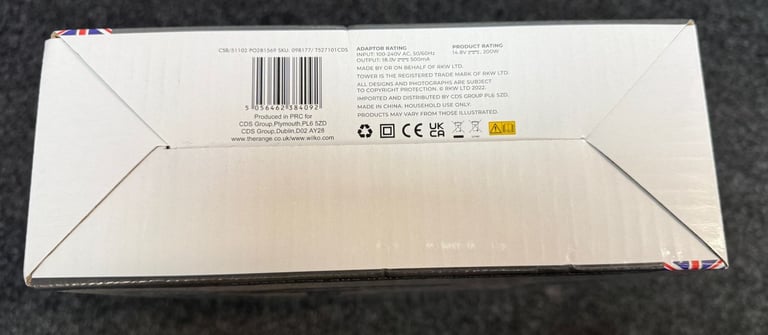 CSB/51102 PO281569 SKU: 098177/ T527101CDS
5 056462 384092
Produced in PRC for
CDS Group,Plymouth,PL6 5ZD
CDS Group,Dublin,D02 AY28
www.therange.co.uk/www.wilko.com
ADAPTOR RATING
INPUT: 100-240V AC, 50/60Hz
OUTPUT: 18.0V⎓ 500mA
PRODUCT RATING
14.8V⎓, 200W
MADE BY OR ON BEHALF OF RKW LTD
TOWER IS THE REGISTERED TRADE MARK OF RKW LTD.
ALL DESIGNS AND PHOTOGRAPHS ARE SUBJECT
TO COPYRIGHT PROTECTION. © RKW LTD 2022.
IMPORTED AND DISTRIBUTED BY CDS GROUP PL6 5ZD.
MADE IN CHINA. HOUSEHOLD USE ONLY.
PRODUCTS MAY VARY FROM THOSE ILLUSTRATED.
CE
UK
CA